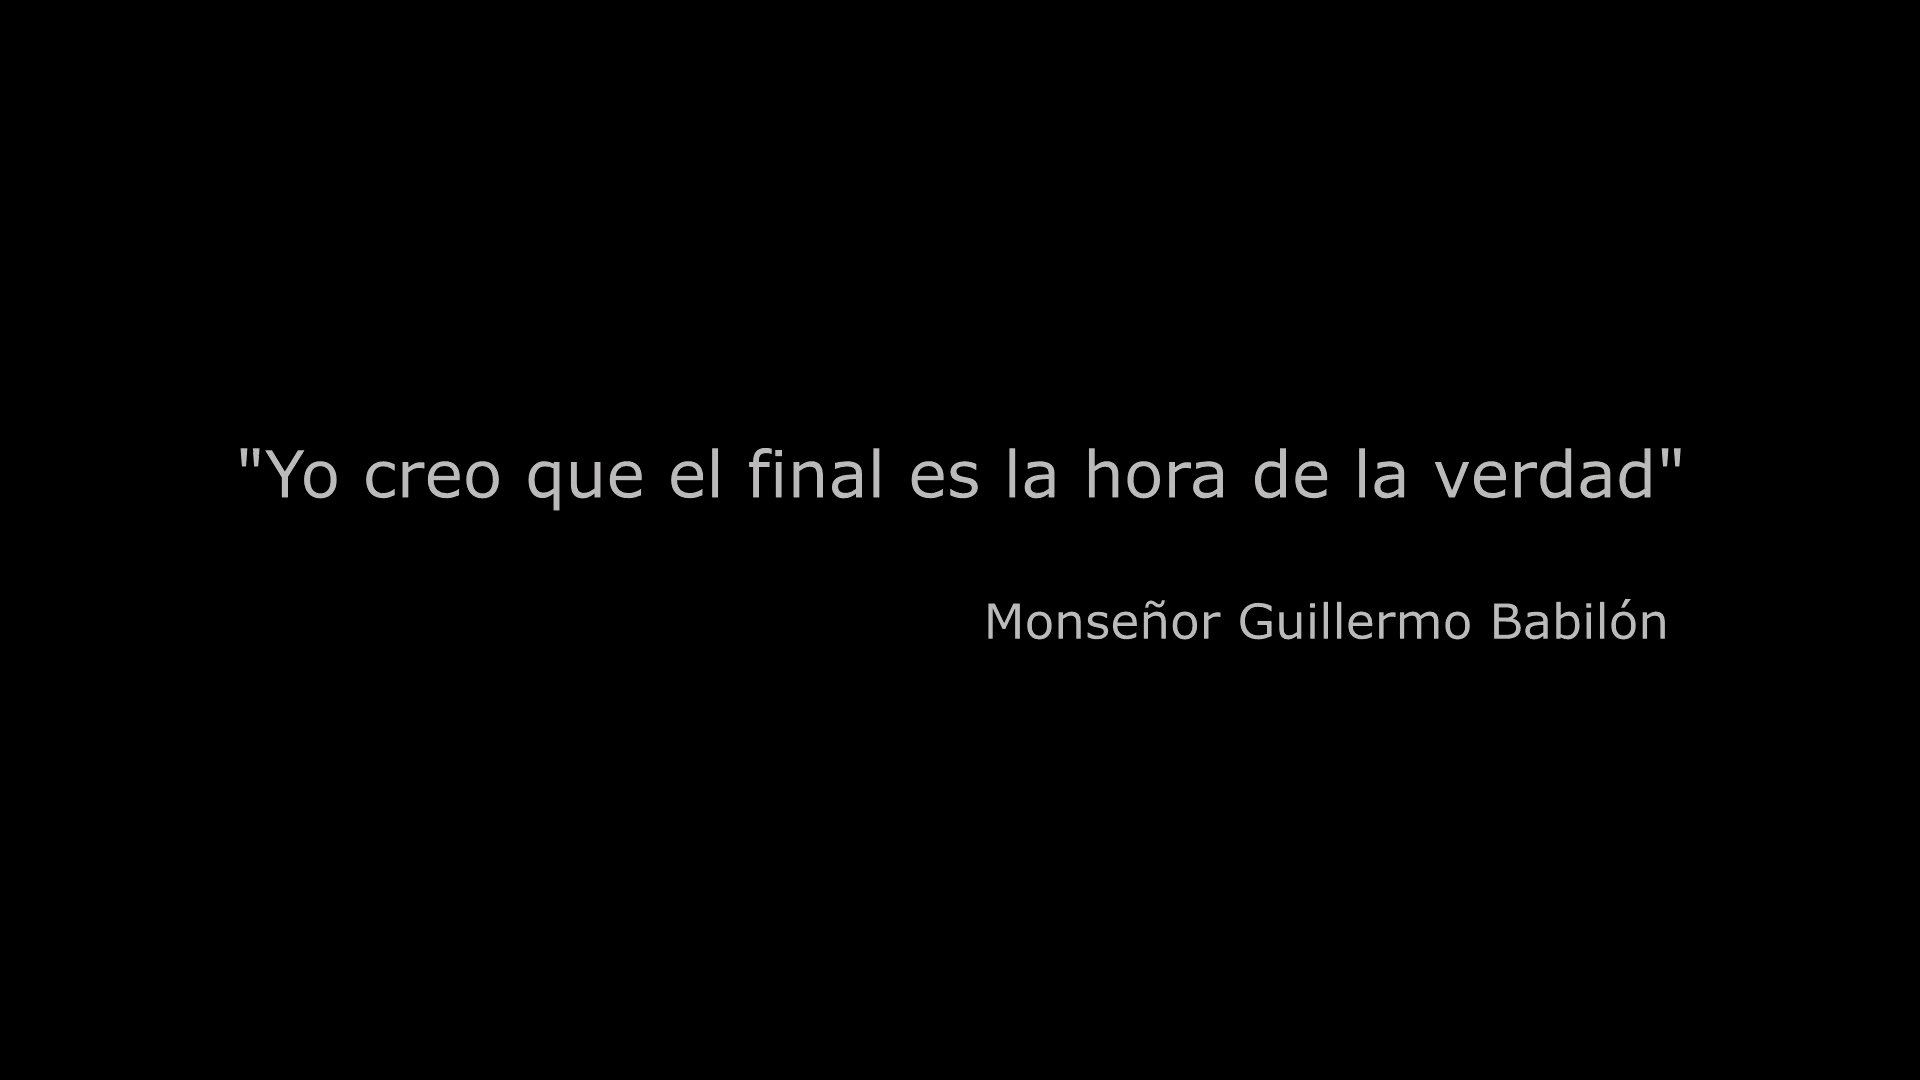 "Yo creo que el final es la hora de la verdad"
Monseñor Guillermo Babilón